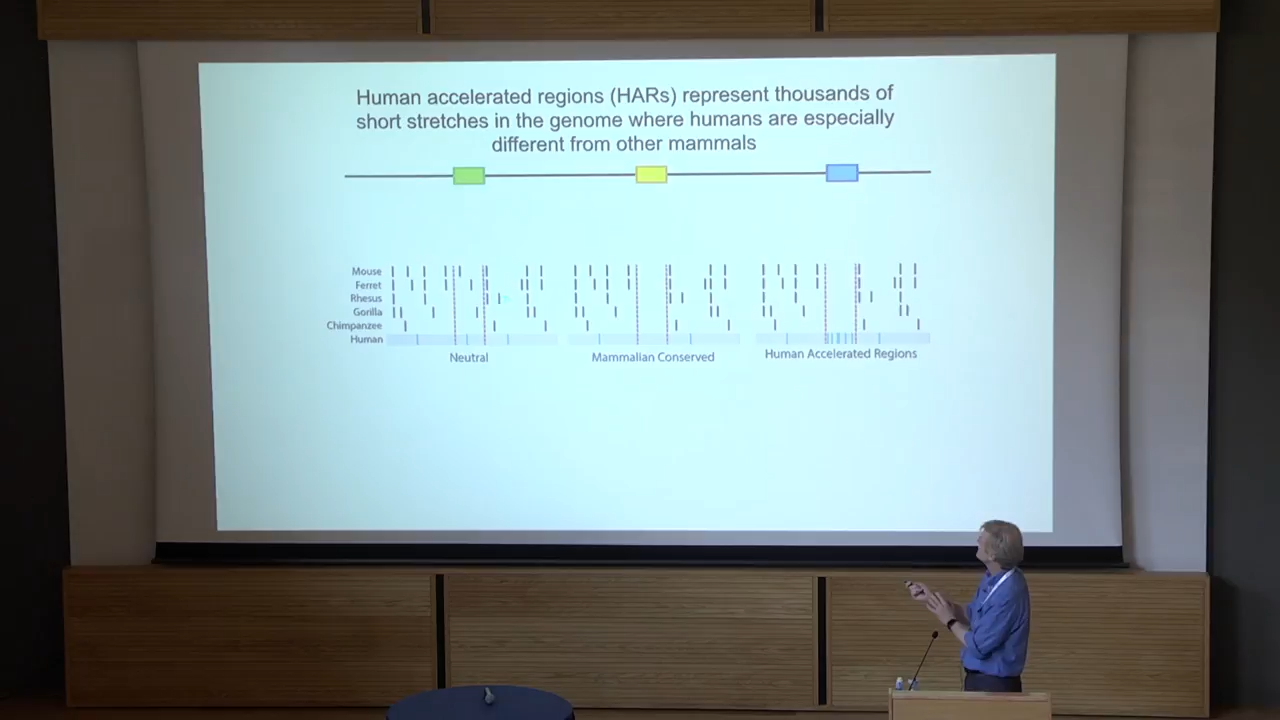 Human accelerated regions (HARs) represent thousands of
short stretches in the genome where humans are especially
different from other mammals
Mouse
Ferret
Rhesus
Gorilla
Chimpanzee
Human
Neutral
Mammalian Conserved
Human Accelerated Regions